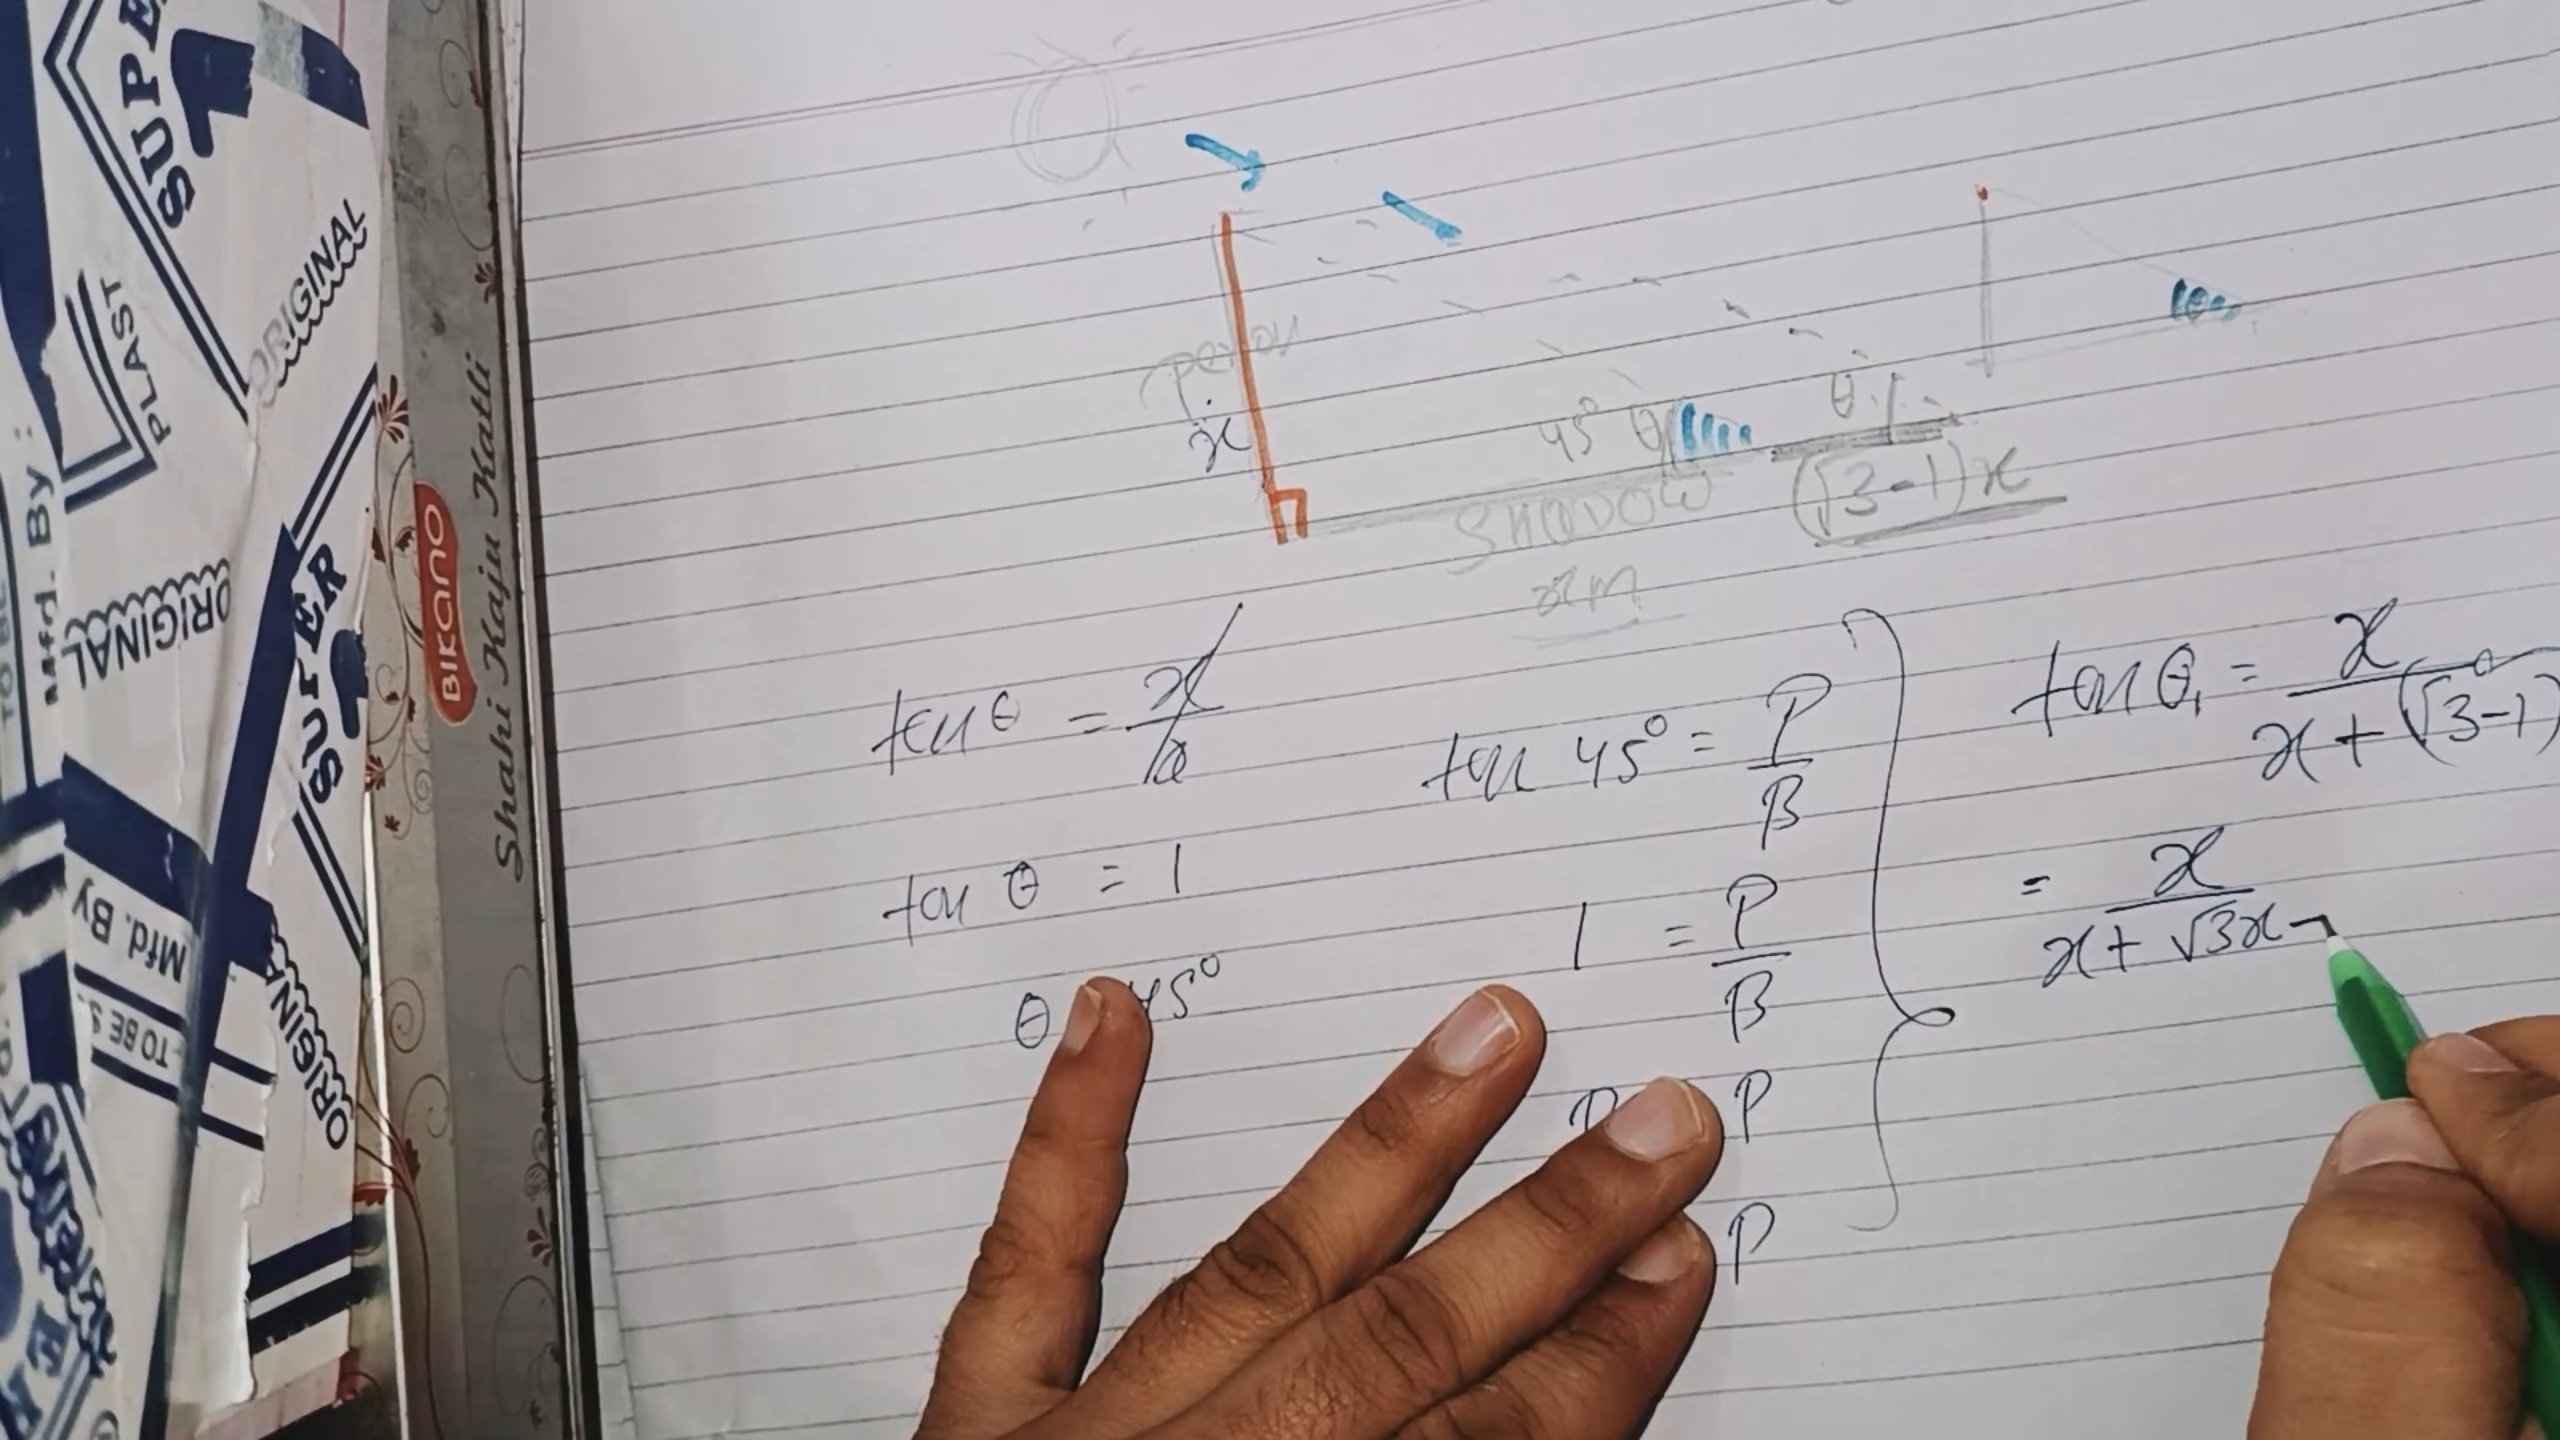 SUPER
PLAST
ORIGINAL
ORIGINAL
Mfd. By :
SUPER
Mfd. By
TO BE
ORIGINAL
BIKANO
Shahi Kaju Katli
person
x
45° θ
θ₁
SHADOW
(√3-1)x
xm
θ
tan θ = x/x
tan θ = 1
θ 45°
tan 45° = P/B
1 = P/B
P
P
tan θ₁ = x/x+(√3-1)
= x/x+√3x-